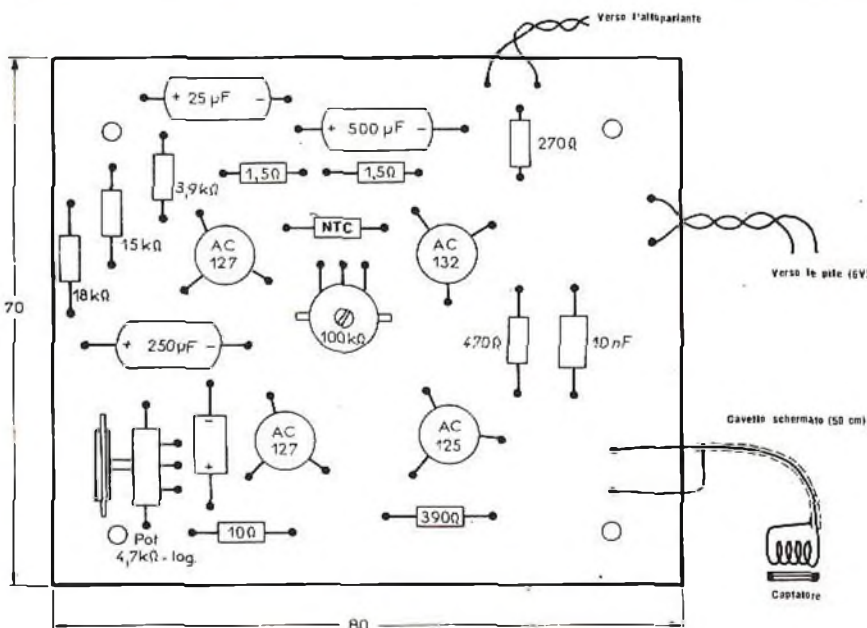 Verso l'altoparlante
+ 25 µF -
+ 500 µF -
270Ω
1,5Ω
1,5Ω
3,9kΩ
15kΩ
18kΩ
NTC
AC
127
AC
132
Verso le pile (6V)
70
100kΩ
+ 250µF -
470Ω
10nF
Cavetto schermato (50 cm)
-
+
AC
127
AC
125
390Ω
10Ω
Pot
4,7kΩ-log.
Captatore
80